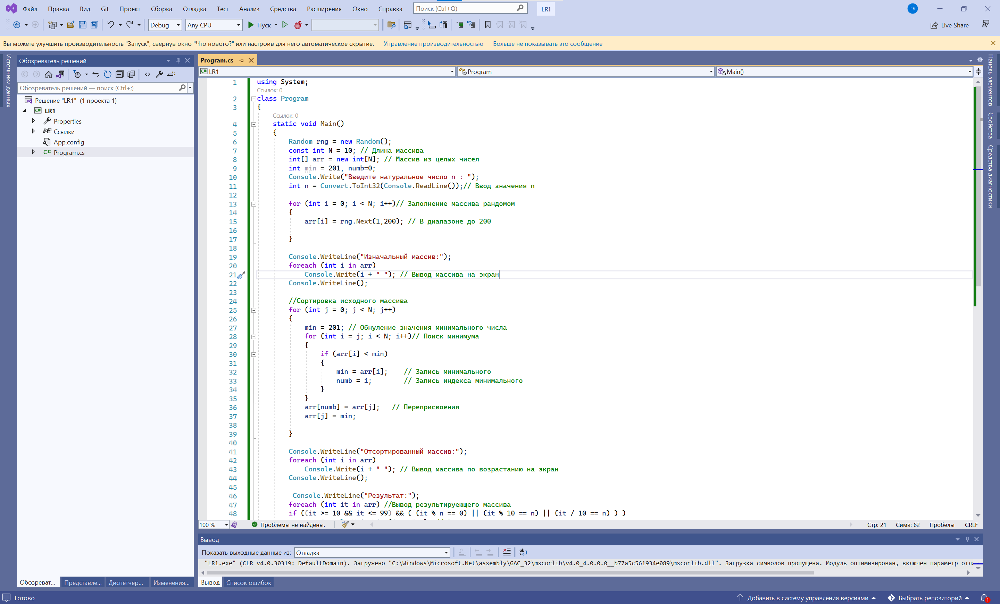 Файл Правка Вид Git Проект Сборка Отладка Тест Анализ Средства Расширения Окно Справка Поиск (Ctrl+Q) LR1 ГБ
Debug Any CPU Пуск Live Share
Вы можете улучшить производительность "Запуск", свернув окно "Что нового?" или настроив для него автоматическое скрытие. Управление производительностью Больше не показывать это сообщение
Источники данных
Обозреватель решений
Обозреватель решений — поиск (Ctrl+;)
Решение "LR1" (1 проекта 1)
C# LR1
Properties
Ссылки
App.config
C# Program.cs
Обозреват... Представле... Диспетчер... Изменения...
Program.cs
C# LR1 Program Main()
1 using System;
Ссылок: 0
2 class Program
3 {
Ссылок: 0
4 static void Main()
5 {
6 Random rng = new Random();
7 const int N = 10; // Длина массива
8 int[] arr = new int[N]; // Массив из целых чисел
9 int min = 201, numb=0;
10 Console.Write("Введите натуральное число n : ");
11 int n = Convert.ToInt32(Console.ReadLine());// Ввод значения n
12
13 for (int i = 0; i < N; i++)// Заполнение массива рандомом
14 {
15 arr[i] = rng.Next(1,200); // В диапазоне до 200
16
17 }
18
19 Console.WriteLine("Изначальный массив:");
20 foreach (int i in arr)
21 Console.Write(i + " "); // Вывод массива на экран
22 Console.WriteLine();
23
24 //Сортировка исходного массива
25 for (int j = 0; j < N; j++)
26 {
27 min = 201; // Обнуление значения минимального числа
28 for (int i = j; i < N; i++)// Поиск минимума
29 {
30 if (arr[i] < min)
31 {
32 min = arr[i]; // Запись минимального
33 numb = i; // Запись индекса минимального
34 }
35 }
36 arr[numb] = arr[j]; // Переприсвоения
37 arr[j] = min;
38
39 }
40
41 Console.WriteLine("Отсортированный массив:");
42 foreach (int i in arr)
43 Console.Write(i + " "); // Вывод массива по возрастанию на экран
44 Console.WriteLine();
45
46 Console.WriteLine("Результат:");
47 foreach (int it in arr) //Вывод результируеющего массива
48 if ((it >= 10 && it <= 99) && ( (it % n == 0) || (it % 10 == n) || (it / 10 == n) ) )
100 % Проблемы не найдены. Стр: 21 Симв: 62 Пробелы CRLF
Вывод
Показать выходные данные из: Отладка
"LR1.exe" (CLR v4.0.30319: DefaultDomain). Загружено "C:\Windows\Microsoft.Net\assembly\GAC_32\mscorlib\v4.0_4.0.0.0__b77a5c561934e089\mscorlib.dll". Загрузка символов пропущена. Модуль оптимизирован, включен параметр
Вывод Список ошибок
Панель элементов
Свойства
Средства диагностики
Готово Добавить в систему управления версиями Выбрать репозиторий 1